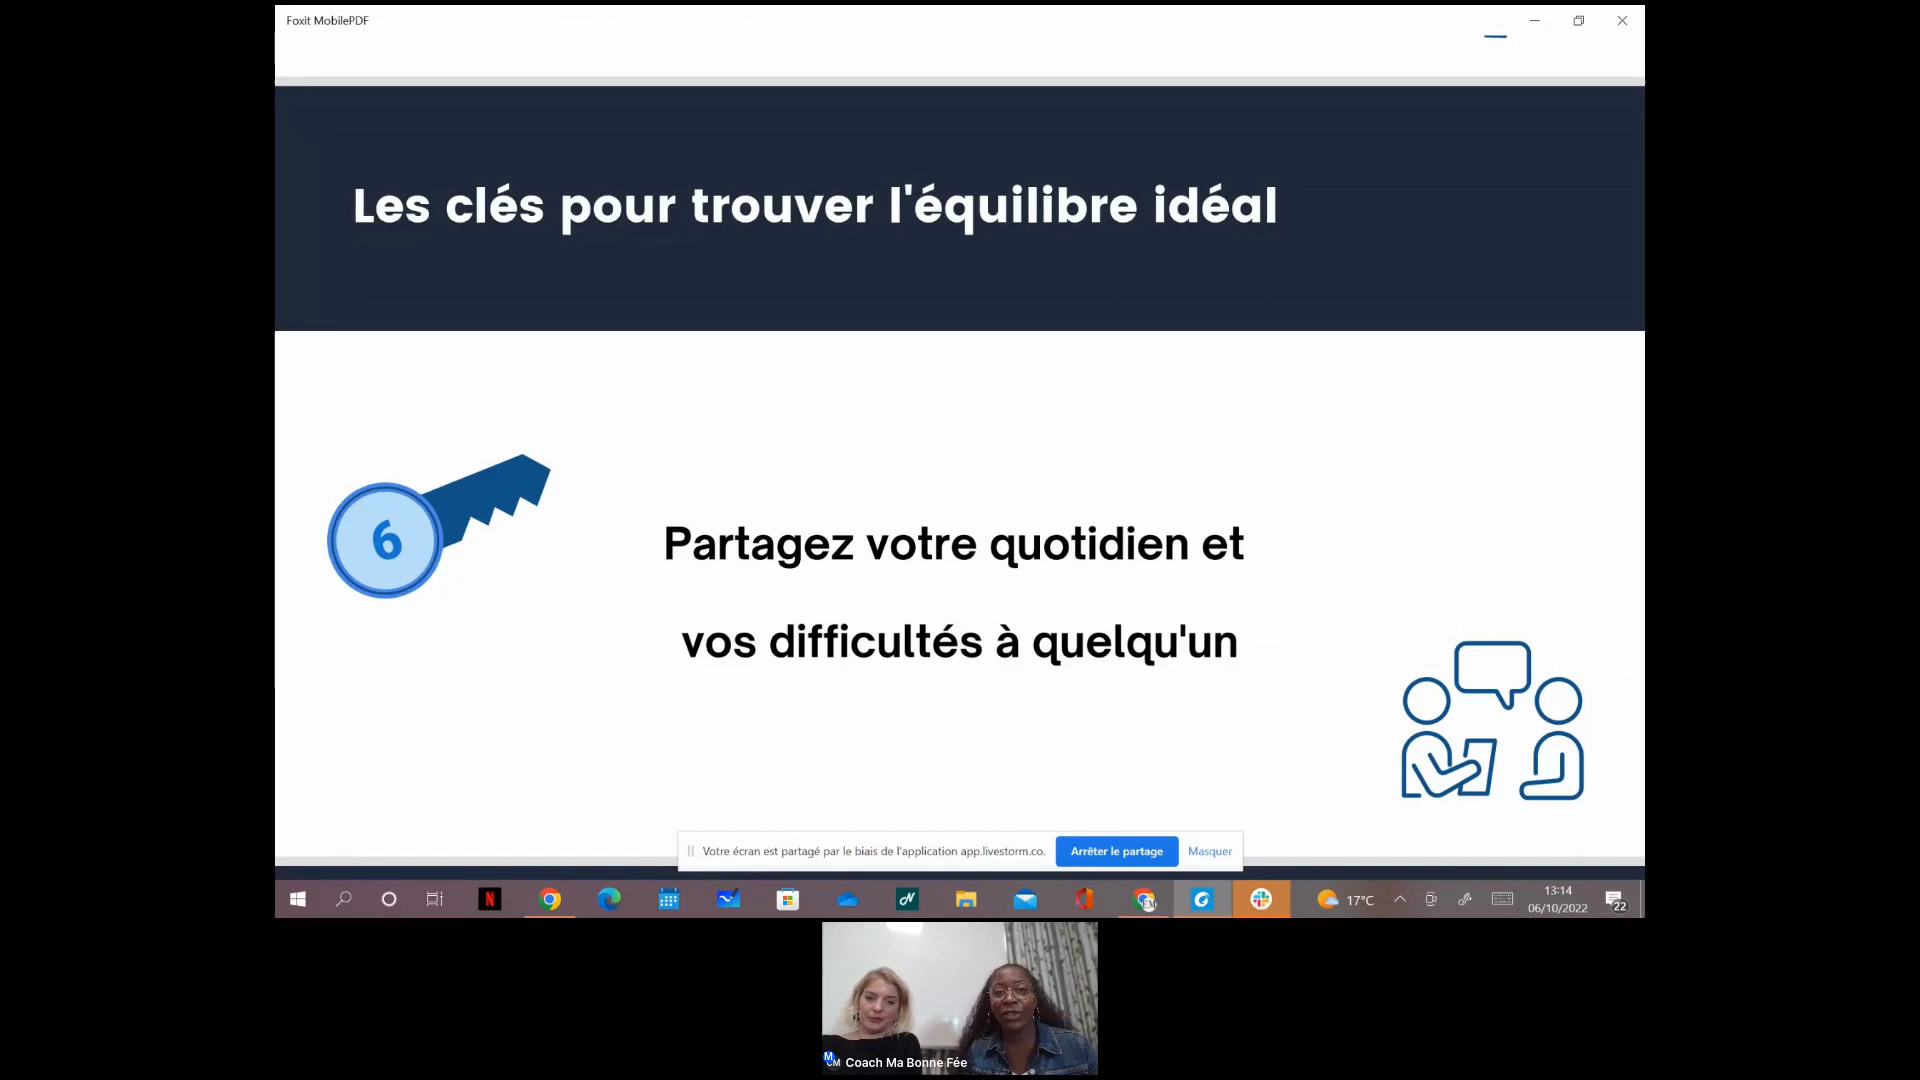 Foxit MobilePDF
Les clés pour trouver l'équilibre idéal
6
Partagez votre quotidien et
vos difficultés à quelqu'un
Votre écran est partagé par le biais de l'application app.livestorm.co.
Arrêter le partage
Masquer
N
EM
17°C
13:14
06/10/2022
22
M
CM
Coach Ma Bonne Fée